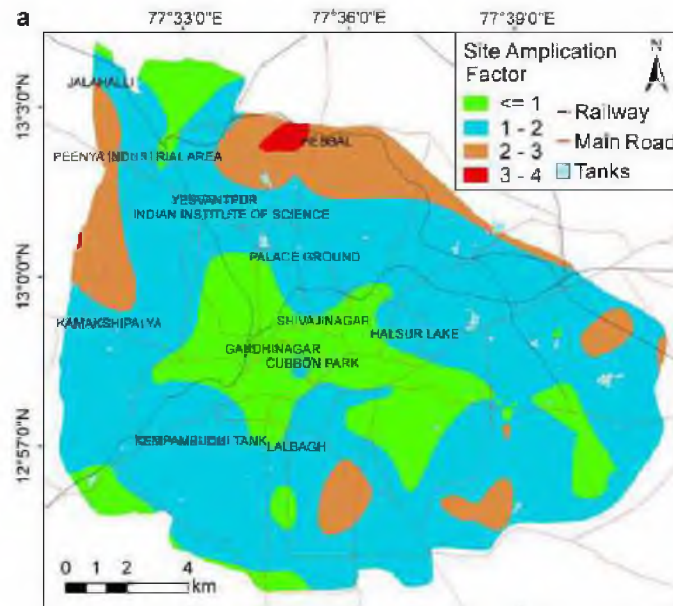 a
77°33'0"E 77°36'0"E 77°39'0"E
13°3'0"N
13°0'0"N
12°57'0"N
Site Amplication
Factor
<= 1
1 - 2
2 - 3
3 - 4
N
Railway
Main Road
Tanks
JALAHALLI
PEENYA INDUSTRIAL AREA
HEBBAL
YESVANTPUR
INDIAN INSTITUTE OF SCIENCE
PALACE GROUND
KAMAKSHIPALYA
SHIVAJINAGAR
HALSUR LAKE
GANDHINAGAR
CUBBON PARK
KEMPAMBUDHI TANK
LALBAGH
0 1 2 4
km